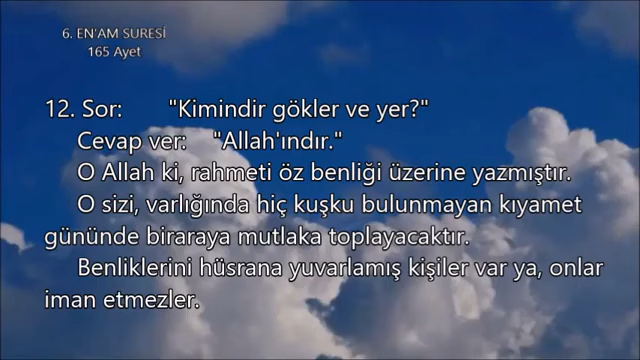 6. EN'AM SURESİ
165 Ayet
12. Sor: "Kimindir gökler ve yer?"
Cevap ver: "Allah'ındır."
O Allah ki, rahmeti öz benliği üzerine yazmıştır.
O sizi, varlığında hiç kuşku bulunmayan kıyamet
gününde biraraya mutlaka toplayacaktır.
Benliklerini hüsrana yuvarlamış kişiler var ya, onlar
iman etmezler.